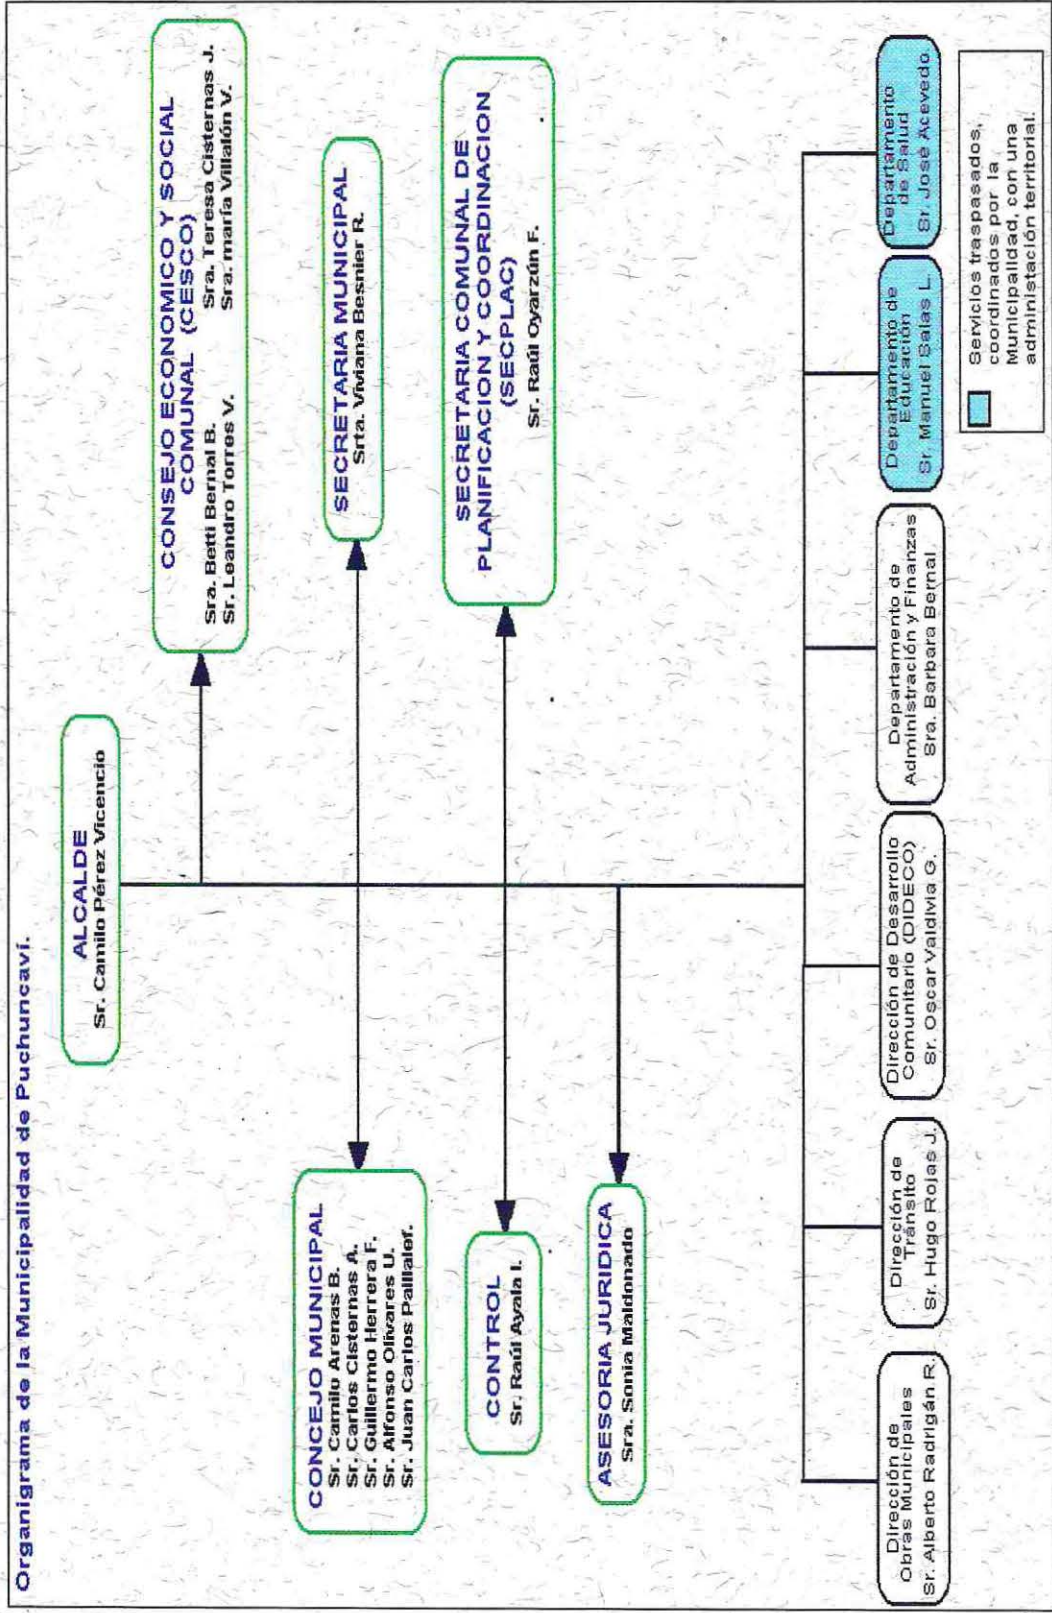 Organigrama de la Municipalidad de Puchuncaví.
ALCALDE
Sr. Camilo Pérez Vicencio
CONSEJO ECONOMICO Y SOCIAL
COMUNAL (CESCO)
Sra. Betti Bernal B. Sra. Teresa Cisternas J.
Sr. Leandro Torres V. Sra. maría Villalón V.
CONCEJO MUNICIPAL
Sr. Camilo Arenas B.
Sr. Carlos Cisternas A.
Sr. Guillermo Herrera F.
Sr. Alfonso Olivares U.
Sr. Juan Carlos Paillalef.
SECRETARIA MUNICIPAL
Srta. Viviana Besnier R.
CONTROL
Sr. Raúl Ayala I.
SECRETARIA COMUNAL DE
PLANIFICACION Y COORDINACION
(SECPLAC)
Sr. Raúl Oyarzún F.
ASESORIA JURIDICA
Sra. Sonia Maldonado
Dirección de
Obras Municipales
Sr. Alberto Radrigán R.
Dirección de
Tránsito
Sr. Hugo Rojas J.
Dirección de Desarrollo
Comunitario (DIDECO)
Sr. Oscar Valdivia G.
Departamento de
Administración y Finanzas
Sra. Barbara Bernal
Departamento de
Educación
Sr. Manuel Salas L.
Departamento
de Salud
Sr. José Acevedo
Servicios traspasados,
coordinados por la
Municipalidad, con una
administación territorial.